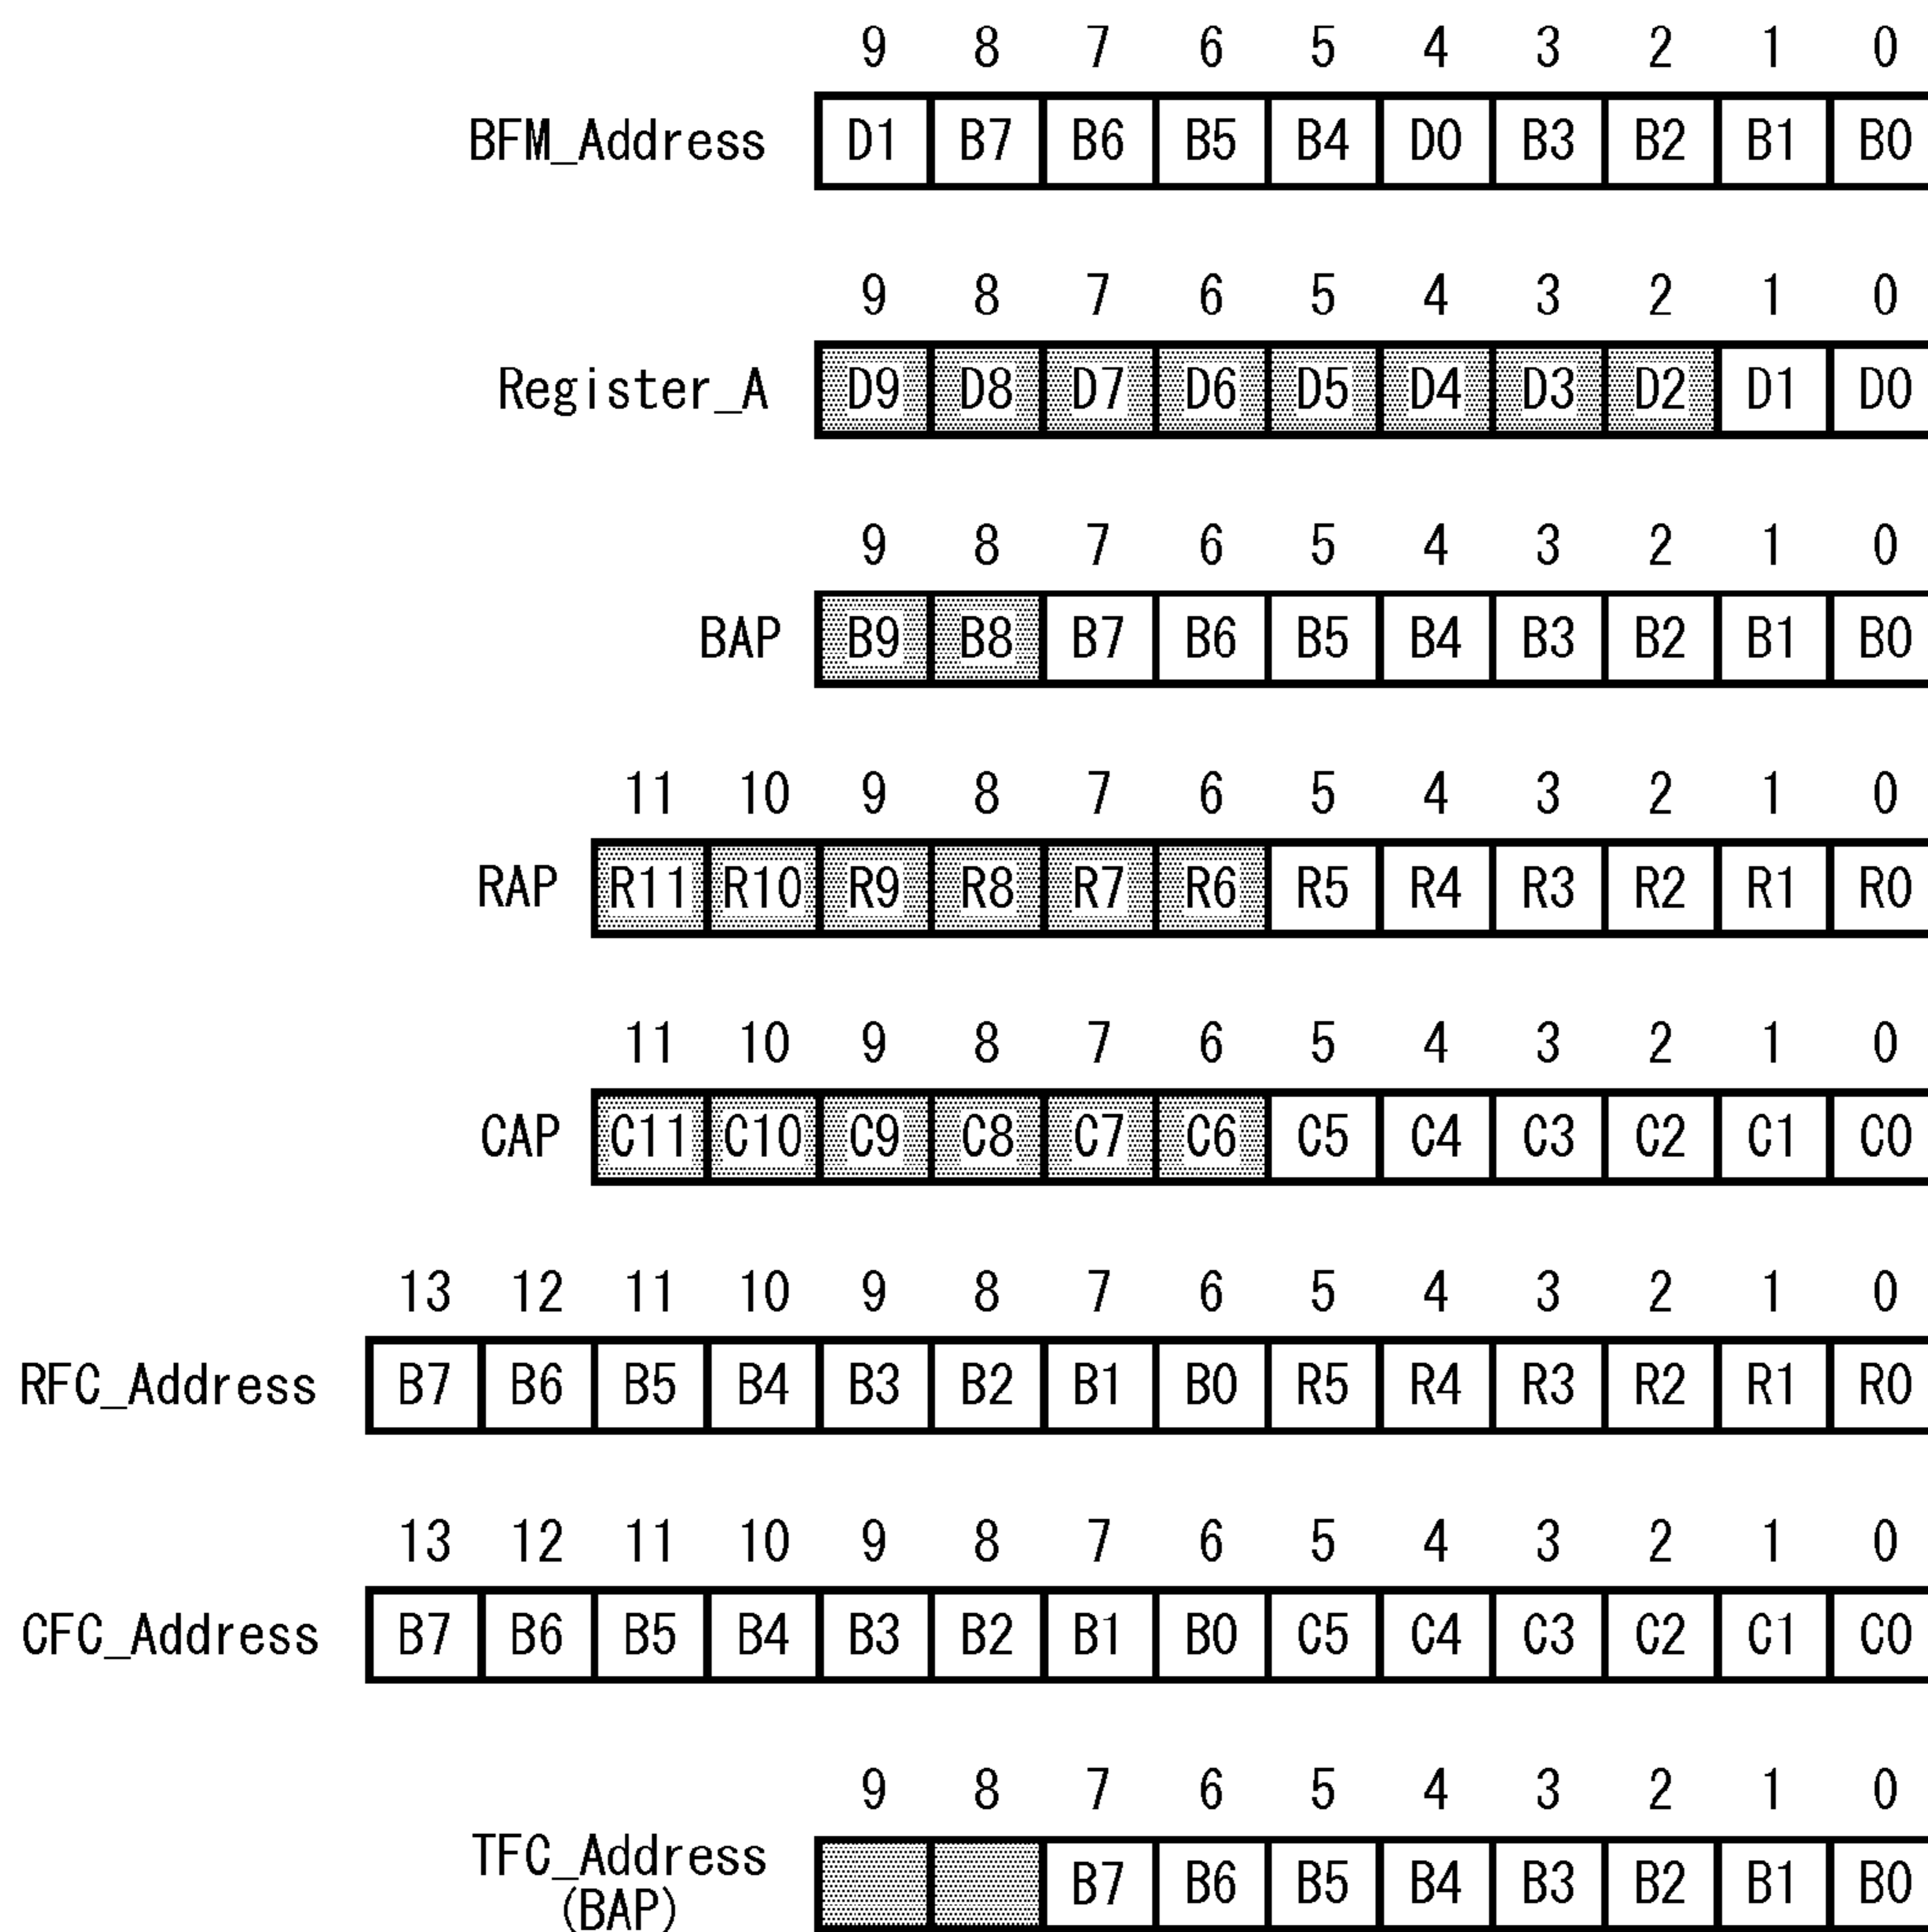 9 8 7 6 5 4 3 2 1 0
BFM_Address D1 B7 B6 B5 B4 D0 B3 B2 B1 B0
9 8 7 6 5 4 3 2 1 0
Register_A D9 D8 D7 D6 D5 D4 D3 D2 D1 D0
9 8 7 6 5 4 3 2 1 0
BAP B9 B8 B7 B6 B5 B4 B3 B2 B1 B0
11 10 9 8 7 6 5 4 3 2 1 0
RAP R11 R10 R9 R8 R7 R6 R5 R4 R3 R2 R1 R0
11 10 9 8 7 6 5 4 3 2 1 0
CAP C11 C10 C9 C8 C7 C6 C5 C4 C3 C2 C1 C0
13 12 11 10 9 8 7 6 5 4 3 2 1 0
RFC_Address B7 B6 B5 B4 B3 B2 B1 B0 R5 R4 R3 R2 R1 R0
13 12 11 10 9 8 7 6 5 4 3 2 1 0
CFC_Address B7 B6 B5 B4 B3 B2 B1 B0 C5 C4 C3 C2 C1 C0
9 8 7 6 5 4 3 2 1 0
TFC_Address B7 B6 B5 B4 B3 B2 B1 B0
(BAP)